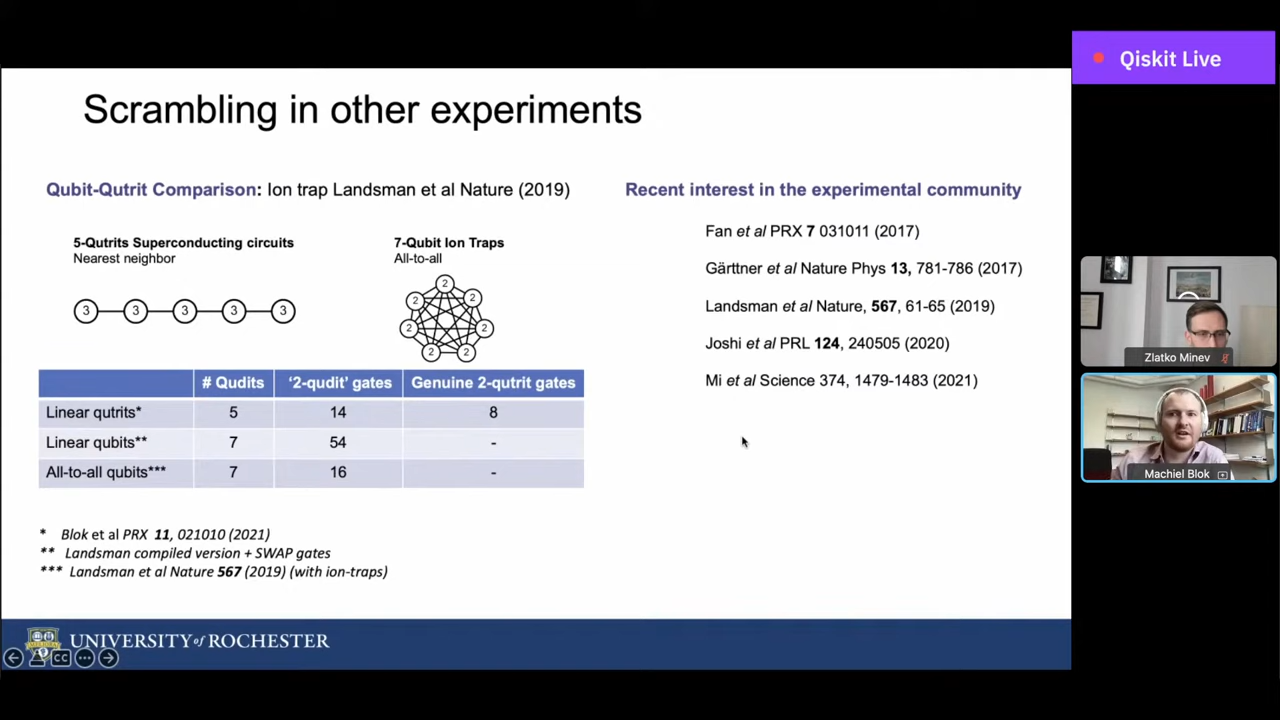 Qiskit Live
Scrambling in other experiments
Qubit-Qutrit Comparison: Ion trap Landsman et al Nature (2019)
5-Qutrits Superconducting circuits
Nearest neighbor
3 3 3 3 3
7-Qubit Ion Traps
All-to-all
2
2 2
2 2
2 2
# Qudits ‘2-qudit’ gates Genuine 2-qutrit gates
Linear qutrits* 5 14 8
Linear qubits** 7 54 -
All-to-all qubits*** 7 16 -
* Blok et al PRX 11, 021010 (2021)
** Landsman compiled version + SWAP gates
*** Landsman et al Nature 567 (2019) (with ion-traps)
Recent interest in the experimental community
Fan et al PRX 7 031011 (2017)
Gärttner et al Nature Phys 13, 781-786 (2017)
Landsman et al Nature, 567, 61-65 (2019)
Joshi et al PRL 124, 240505 (2020)
Mi et al Science 374, 1479-1483 (2021)
UNIVERSITY of ROCHESTER
CC
Zlatko Minev
Machiel Blok